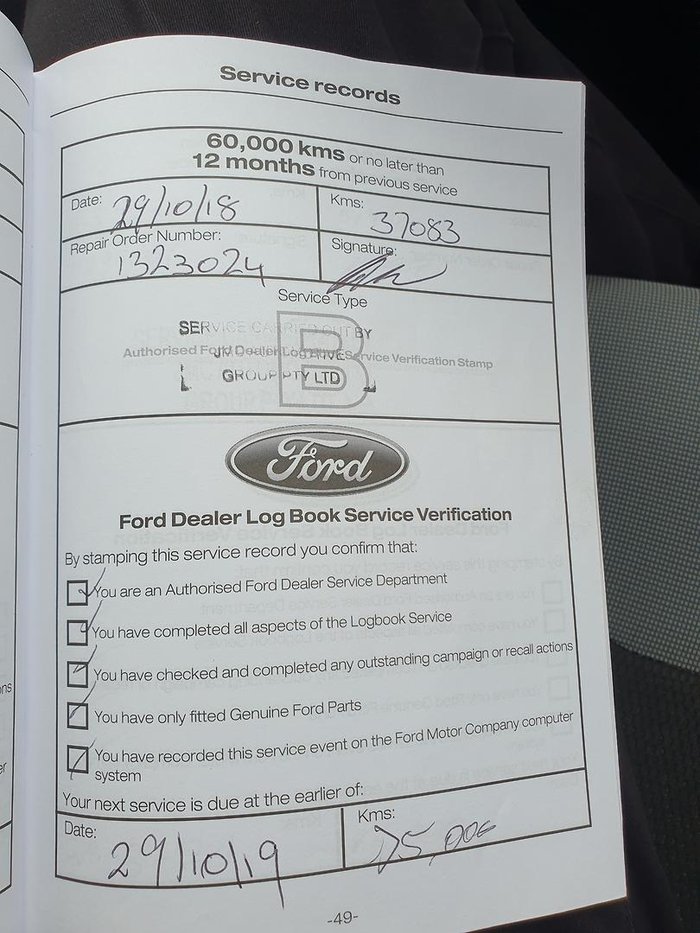 Service records
60,000 kms or no later than
12 months from previous service
Date: 29/10/18
Kms: 37083
Repair Order Number: 1323024
Signature:
Service Type
B
SERVICE CARRIED OUT BY
Authorised Ford Dealer Log Service Verification Stamp
GROUP PTY LTD
Ford
Ford Dealer Log Book Service Verification
By stamping this service record you confirm that:
You are an Authorised Ford Dealer Service Department
You have completed all aspects of the Logbook Service
You have checked and completed any outstanding campaign or recall actions
You have only fitted Genuine Ford Parts
You have recorded this service event on the Ford Motor Company computer
system
Your next service is due at the earlier of:
Date: 29/10/19
Kms:
-49-